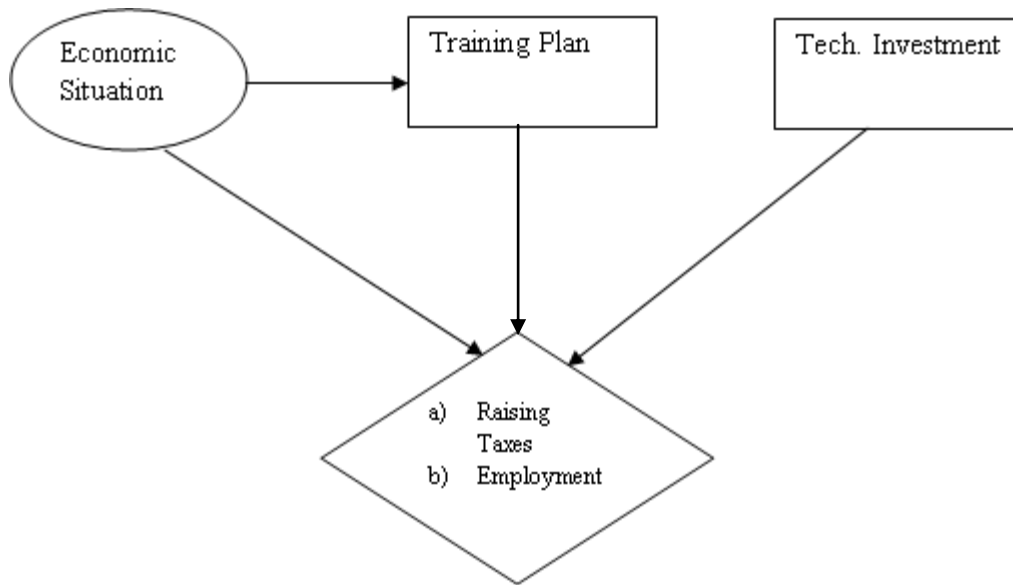 Economic
Situation
Training Plan
Tech. Investment
a) Raising
Taxes
b) Employment